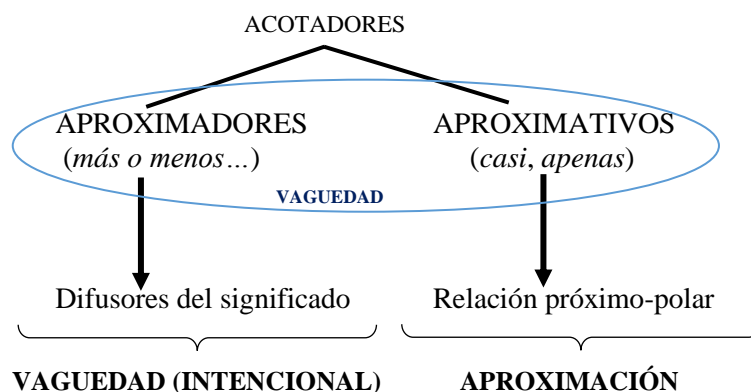 ACOTADORES
APROXIMADORES APROXIMATIVOS
(más o menos…) (casi, apenas)
VAGUEDAD
Difusores del significado Relación próximo-polar
VAGUEDAD (INTENCIONAL) APROXIMACIÓN